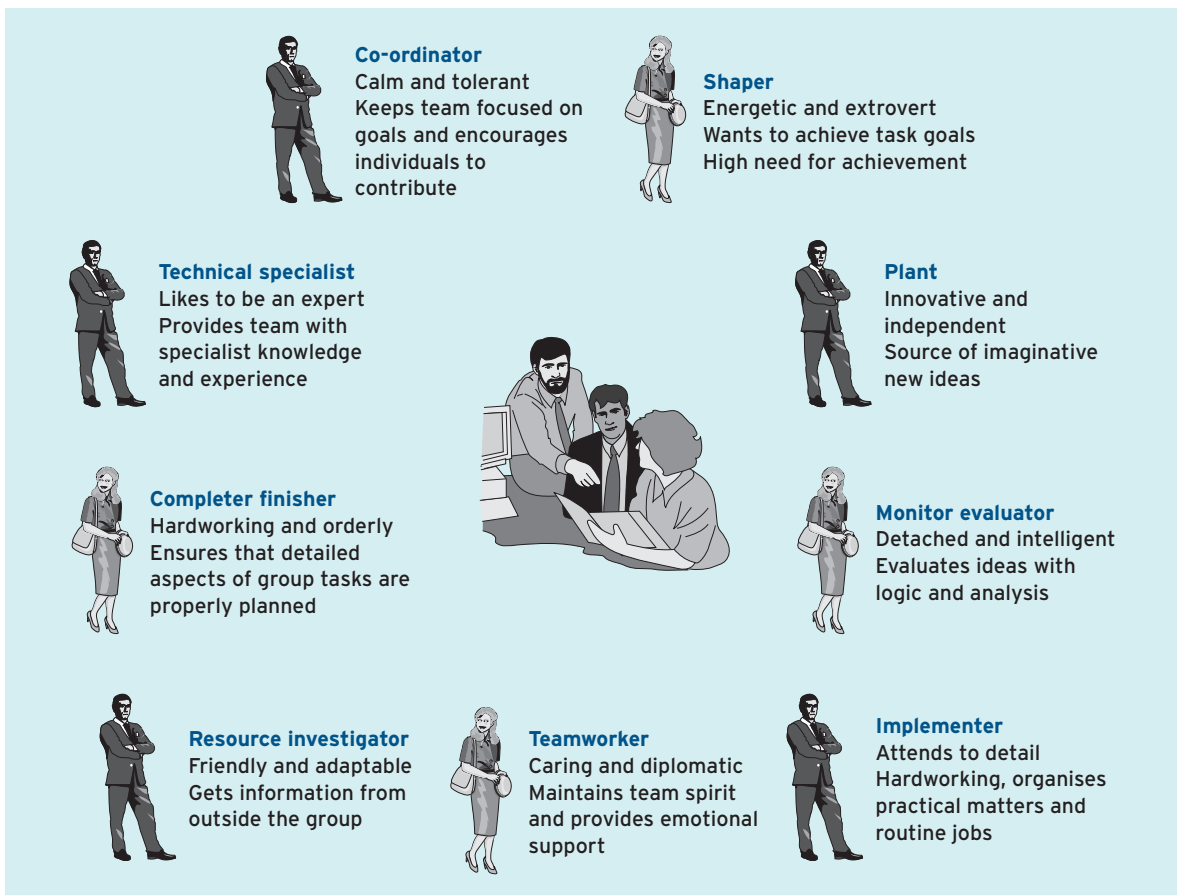 Co-ordinator
Calm and tolerant
Keeps team focused on
goals and encourages
individuals to
contribute
Shaper
Energetic and extrovert
Wants to achieve task goals
High need for achievement
Technical specialist
Likes to be an expert
Provides team with
specialist knowledge
and experience
Plant
Innovative and
independent
Source of imaginative
new ideas
Completer finisher
Hardworking and orderly
Ensures that detailed
aspects of group tasks are
properly planned
Monitor evaluator
Detached and intelligent
Evaluates ideas with
logic and analysis
Resource investigator
Friendly and adaptable
Gets information from
outside the group
Teamworker
Caring and diplomatic
Maintains team spirit
and provides emotional
support
Implementer
Attends to detail
Hardworking, organises
practical matters and
routine jobs